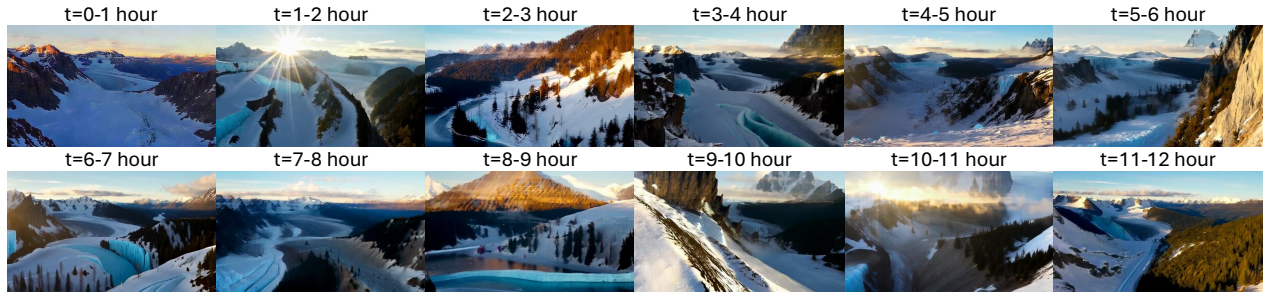 t=0-1 hour
t=1-2 hour
t=2-3 hour
t=3-4 hour
t=4-5 hour
t=5-6 hour
t=6-7 hour
t=7-8 hour
t=8-9 hour
t=9-10 hour
t=10-11 hour
t=11-12 hour